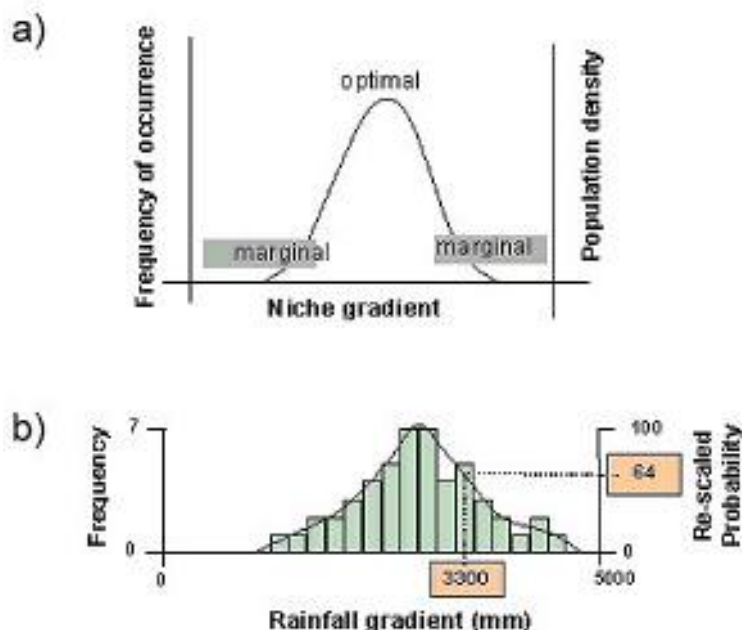 a)
Frequency of occurrence
optimal
marginal
marginal
Population density
Niche gradient
b)
Frequency
7
0
100
64
0
Re-scaled
Probability
0
3300
5000
Rainfall gradient (mm)